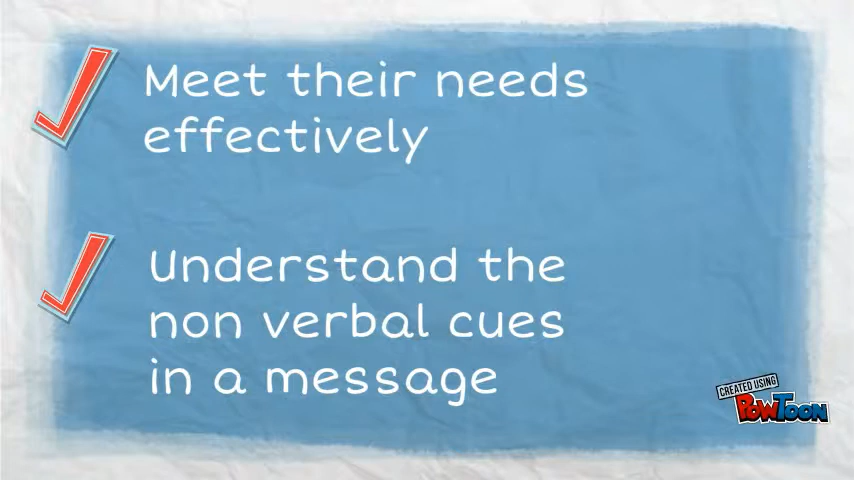 Meet their needs
effectively
Understand the
non verbal cues
in a message
CREATED USING
POWTOON